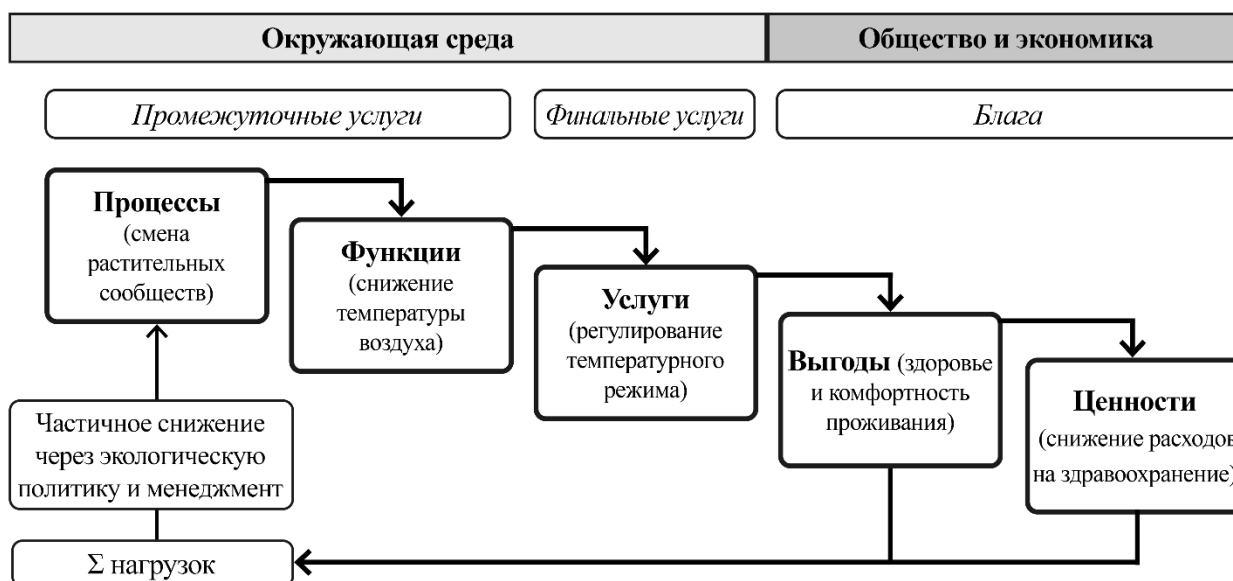 Окружающая среда
Общество и экономика
Промежуточные услуги
Финальные услуги
Блага
Процессы
(смена
растительных
сообществ)
Функции
(снижение
температуры
воздуха)
Услуги
(регулирование
температурного
режима)
Выгоды (здоровье
и комфортность
проживания)
Ценности
(снижение расходов
на здравоохранение)
Частичное снижение
через экологическую
политику и менеджмент
Σ нагрузок